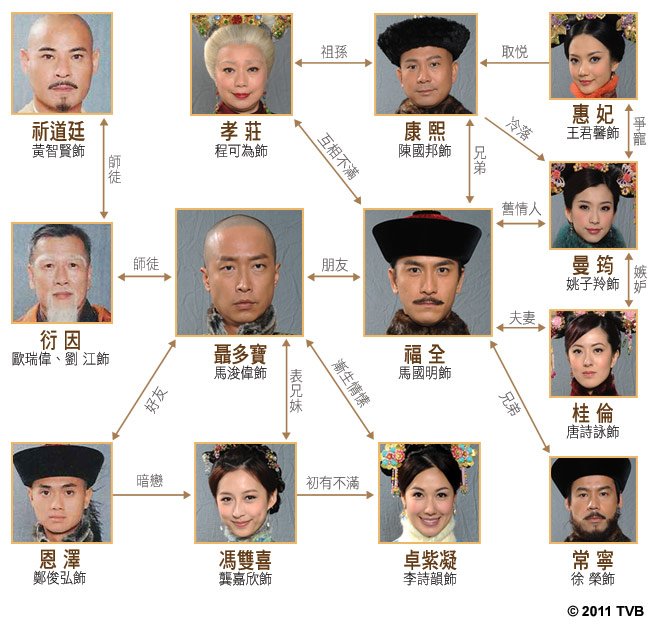 祖孫
取悦
祈道廷
黃智賢飾
孝莊
程可為飾
康熙
陳國邦飾
惠妃
王君馨飾
師徒
互相不滿
兄弟
冷落
爭寵
師徒
朋友
舊情人
曼筠
姚子羚飾
嫉妒
夫妻
衍因
歐瑞偉、劉江飾
聶多寶
馬浚偉飾
福全
馬國明飾
桂倫
唐詩詠飾
好友
表兄妹
漸生情愫
兄弟
暗戀
初有不滿
恩澤
鄭俊弘飾
馮雙喜
龔嘉欣飾
卓紫凝
李詩韻飾
常寧
徐榮飾
© 2011 TVB